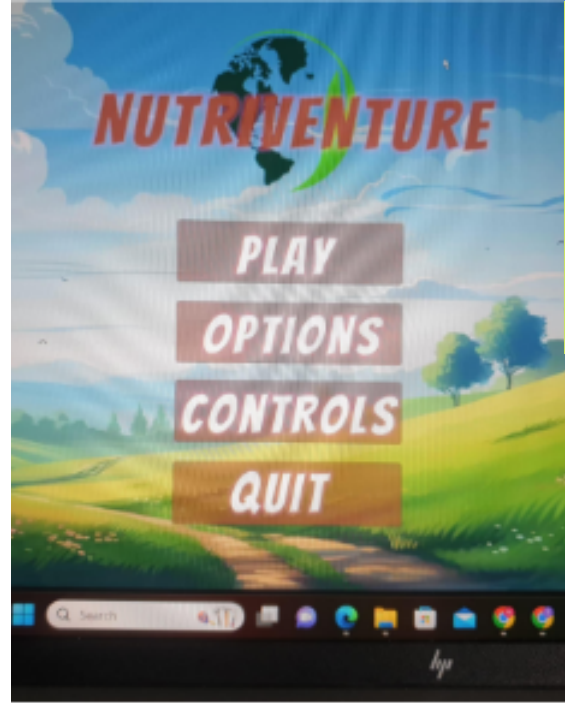 NUTRIVENTURE
PLAY
OPTIONS
CONTROLS
QUIT
Search
hp